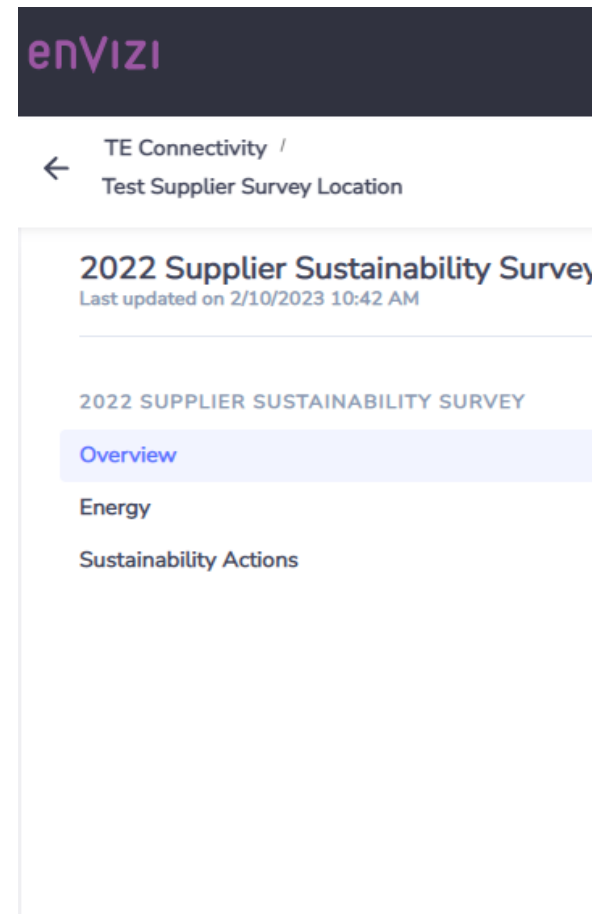 enVIZI
TE Connectivity /
Test Supplier Survey Location
2022 Supplier Sustainability Survey
Last updated on 2/10/2023 10:42 AM
2022 SUPPLIER SUSTAINABILITY SURVEY
Overview
Energy
Sustainability Actions